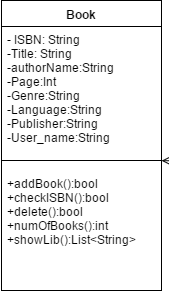 Book
- ISBN: String
-Title: String
-authorName:String
-Page:Int
-Genre:String
-Language:String
-Publisher:String
-User_name:string
+addBook():bool
+checkISBN():bool
+delete():bool
+numOfBooks():int
+showLib():List<String>